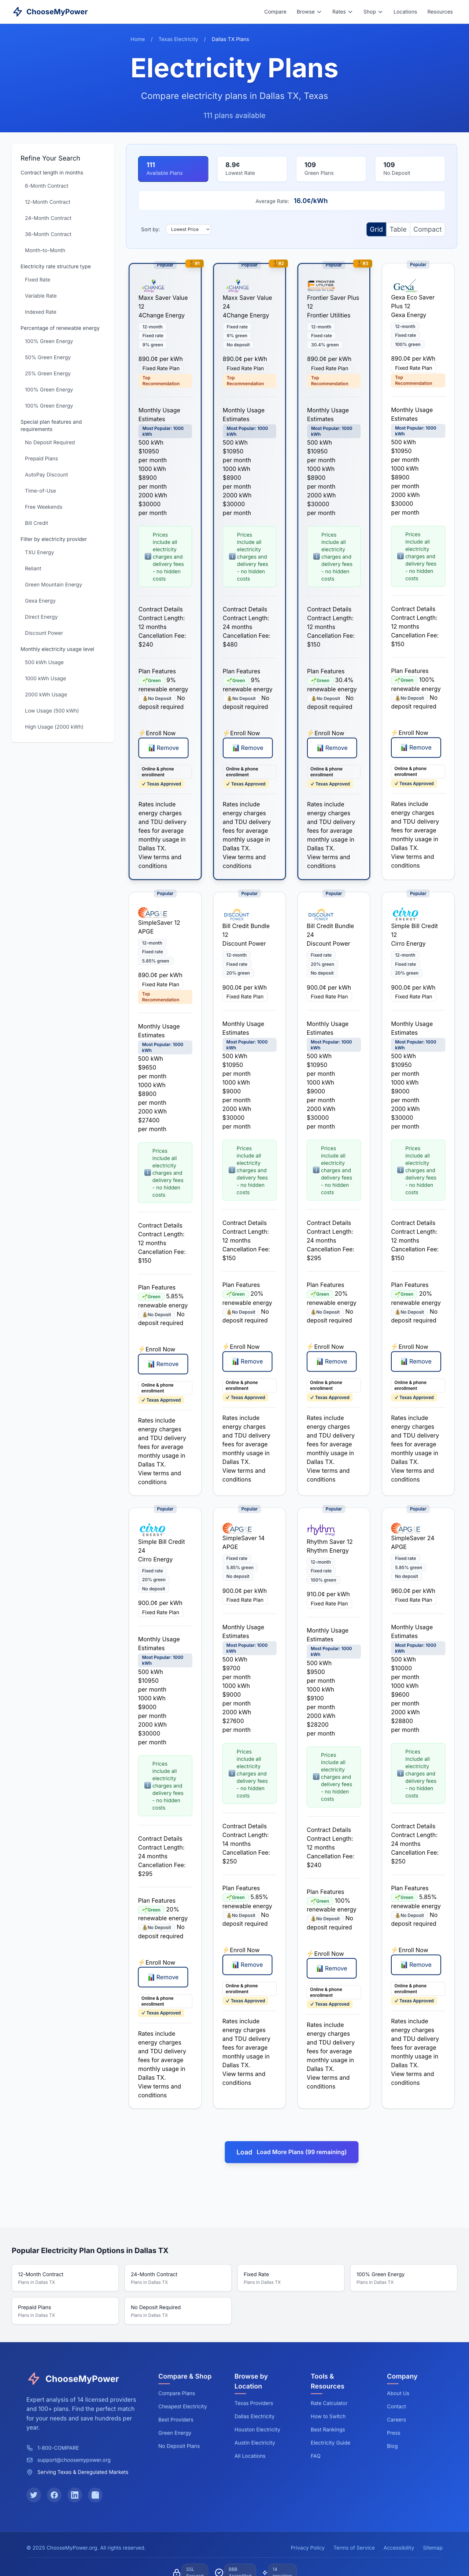 ChooseMyPower
Compare Browse Rates Shop Locations Resources
Home / Texas Electricity / Dallas TX Plans
Electricity Plans
Compare electricity plans in Dallas TX, Texas
111 plans available
Refine Your Search
Contract length in months
6-Month Contract
12-Month Contract
24-Month Contract
36-Month Contract
Month-to-Month
Electricity rate structure type
Fixed Rate
Variable Rate
Indexed Rate
Percentage of renewable energy
100% Green Energy
50% Green Energy
25% Green Energy
100% Green Energy
100% Green Energy
Special plan features and
requirements
No Deposit Required
Prepaid Plans
AutoPay Discount
Time-of-Use
Free Weekends
Bill Credit
Filter by electricity provider
TXU Energy
Reliant
Green Mountain Energy
Gexa Energy
Direct Energy
Discount Power
Monthly electricity usage level
500 kWh Usage
1000 kWh Usage
2000 kWh Usage
Low Usage (500 kWh)
High Usage (2000 kWh)
111
Available Plans
8.9¢
Lowest Rate
109
Green Plans
109
No Deposit
Average Rate: 16.0¢/kWh
Sort by: Lowest Price
Grid Table Compact
Popular
#1
Maxx Saver Value
12
4Change Energy
12-month
Fixed rate
9% green
890.0¢ per kWh
Fixed Rate Plan
Top
Recommendation
Monthly Usage
Estimates
Most Popular: 1000
kWh
500 kWh
$10950
per month
1000 kWh
$8900
per month
2000 kWh
$30000
per month
Prices
include all
electricity
charges and
delivery fees
- no hidden
costs
Contract Details
Contract Length:
12 months
Cancellation Fee:
$240
Plan Features
Green 9%
renewable energy
No Deposit No
deposit required
Enroll Now
Remove
Online & phone
enrollment
✓ Texas Approved
Rates include
energy charges
and TDU delivery
fees for average
monthly usage in
Dallas TX.
View terms and
conditions
Popular
#2
Maxx Saver Value
24
4Change Energy
Fixed rate
9% green
No deposit
890.0¢ per kWh
Fixed Rate Plan
Top
Recommendation
Monthly Usage
Estimates
Most Popular: 1000
kWh
500 kWh
$10950
per month
1000 kWh
$8900
per month
2000 kWh
$30000
per month
Prices
include all
electricity
charges and
delivery fees
- no hidden
costs
Contract Details
Contract Length:
24 months
Cancellation Fee:
$480
Plan Features
Green 9%
renewable energy
No Deposit No
deposit required
Enroll Now
Remove
Online & phone
enrollment
✓ Texas Approved
Rates include
energy charges
and TDU delivery
fees for average
monthly usage in
Dallas TX.
View terms and
conditions
Popular
#3
FRONTIER
UTILITIES
Frontier Saver Plus
12
Frontier Utilities
12-month
Fixed rate
30.4% green
890.0¢ per kWh
Fixed Rate Plan
Top
Recommendation
Monthly Usage
Estimates
Most Popular: 1000
kWh
500 kWh
$10950
per month
1000 kWh
$8900
per month
2000 kWh
$30000
per month
Prices
include all
electricity
charges and
delivery fees
- no hidden
costs
Contract Details
Contract Length:
12 months
Cancellation Fee:
$150
Plan Features
Green 30.4%
renewable energy
No Deposit No
deposit required
Enroll Now
Remove
Online & phone
enrollment
✓ Texas Approved
Rates include
energy charges
and TDU delivery
fees for average
monthly usage in
Dallas TX.
View terms and
conditions
Popular
Gexa
Gexa Eco Saver
Plus 12
Gexa Energy
12-month
Fixed rate
100% green
890.0¢ per kWh
Fixed Rate Plan
Top
Recommendation
Monthly Usage
Estimates
Most Popular: 1000
kWh
500 kWh
$10950
per month
1000 kWh
$8900
per month
2000 kWh
$30000
per month
Prices
include all
electricity
charges and
delivery fees
- no hidden
costs
Contract Details
Contract Length:
12 months
Cancellation Fee:
$150
Plan Features
Green 100%
renewable energy
No Deposit No
deposit required
Enroll Now
Remove
Online & phone
enrollment
✓ Texas Approved
Rates include
energy charges
and TDU delivery
fees for average
monthly usage in
Dallas TX.
View terms and
conditions
Popular
APG&E
SimpleSaver 12
APGE
12-month
Fixed rate
5.85% green
890.0¢ per kWh
Fixed Rate Plan
Top
Recommendation
Monthly Usage
Estimates
Most Popular: 1000
kWh
500 kWh
$9650
per month
1000 kWh
$8900
per month
2000 kWh
$27400
per month
Prices
include all
electricity
charges and
delivery fees
- no hidden
costs
Contract Details
Contract Length:
12 months
Cancellation Fee:
$150
Plan Features
Green 5.85%
renewable energy
No Deposit No
deposit required
Enroll Now
Remove
Online & phone
enrollment
✓ Texas Approved
Rates include
energy charges
and TDU delivery
fees for average
monthly usage in
Dallas TX.
View terms and
conditions
Popular
DISCOUNT
POWER
Bill Credit Bundle
12
Discount Power
12-month
Fixed rate
20% green
900.0¢ per kWh
Fixed Rate Plan
Monthly Usage
Estimates
Most Popular: 1000
kWh
500 kWh
$10950
per month
1000 kWh
$9000
per month
2000 kWh
$30000
per month
Prices
include all
electricity
charges and
delivery fees
- no hidden
costs
Contract Details
Contract Length:
12 months
Cancellation Fee:
$150
Plan Features
Green 20%
renewable energy
No Deposit No
deposit required
Enroll Now
Remove
Online & phone
enrollment
✓ Texas Approved
Rates include
energy charges
and TDU delivery
fees for average
monthly usage in
Dallas TX.
View terms and
conditions
Popular
DISCOUNT
POWER
Bill Credit Bundle
24
Discount Power
Fixed rate
20% green
No deposit
900.0¢ per kWh
Fixed Rate Plan
Monthly Usage
Estimates
Most Popular: 1000
kWh
500 kWh
$10950
per month
1000 kWh
$9000
per month
2000 kWh
$30000
per month
Prices
include all
electricity
charges and
delivery fees
- no hidden
costs
Contract Details
Contract Length:
24 months
Cancellation Fee:
$295
Plan Features
Green 20%
renewable energy
No Deposit No
deposit required
Enroll Now
Remove
Online & phone
enrollment
✓ Texas Approved
Rates include
energy charges
and TDU delivery
fees for average
monthly usage in
Dallas TX.
View terms and
conditions
Popular
cirro
ENERGY
Simple Bill Credit
12
Cirro Energy
12-month
Fixed rate
20% green
900.0¢ per kWh
Fixed Rate Plan
Monthly Usage
Estimates
Most Popular: 1000
kWh
500 kWh
$10950
per month
1000 kWh
$9000
per month
2000 kWh
$30000
per month
Prices
include all
electricity
charges and
delivery fees
- no hidden
costs
Contract Details
Contract Length:
12 months
Cancellation Fee:
$150
Plan Features
Green 20%
renewable energy
No Deposit No
deposit required
Enroll Now
Remove
Online & phone
enrollment
✓ Texas Approved
Rates include
energy charges
and TDU delivery
fees for average
monthly usage in
Dallas TX.
View terms and
conditions
Popular
cirro
ENERGY
Simple Bill Credit
24
Cirro Energy
Fixed rate
20% green
No deposit
900.0¢ per kWh
Fixed Rate Plan
Monthly Usage
Estimates
Most Popular: 1000
kWh
500 kWh
$10950
per month
1000 kWh
$9000
per month
2000 kWh
$30000
per month
Prices
include all
electricity
charges and
delivery fees
- no hidden
costs
Contract Details
Contract Length:
24 months
Cancellation Fee:
$295
Plan Features
Green 20%
renewable energy
No Deposit No
deposit required
Enroll Now
Remove
Online & phone
enrollment
✓ Texas Approved
Rates include
energy charges
and TDU delivery
fees for average
monthly usage in
Dallas TX.
View terms and
conditions
Popular
APG&E
SimpleSaver 14
APGE
Fixed rate
5.85% green
No deposit
900.0¢ per kWh
Fixed Rate Plan
Monthly Usage
Estimates
Most Popular: 1000
kWh
500 kWh
$9700
per month
1000 kWh
$9000
per month
2000 kWh
$27600
per month
Prices
include all
electricity
charges and
delivery fees
- no hidden
costs
Contract Details
Contract Length:
14 months
Cancellation Fee:
$250
Plan Features
Green 5.85%
renewable energy
No Deposit No
deposit required
Enroll Now
Remove
Online & phone
enrollment
✓ Texas Approved
Rates include
energy charges
and TDU delivery
fees for average
monthly usage in
Dallas TX.
View terms and
conditions
Popular
rhythm
Rhythm Saver 12
Rhythm Energy
12-month
Fixed rate
100% green
910.0¢ per kWh
Fixed Rate Plan
Monthly Usage
Estimates
Most Popular: 1000
kWh
500 kWh
$9500
per month
1000 kWh
$9100
per month
2000 kWh
$28200
per month
Prices
include all
electricity
charges and
delivery fees
- no hidden
costs
Contract Details
Contract Length:
12 months
Cancellation Fee:
$240
Plan Features
Green 100%
renewable energy
No Deposit No
deposit required
Enroll Now
Remove
Online & phone
enrollment
✓ Texas Approved
Rates include
energy charges
and TDU delivery
fees for average
monthly usage in
Dallas TX.
View terms and
conditions
Popular
APG&E
SimpleSaver 24
APGE
Fixed rate
5.85% green
No deposit
960.0¢ per kWh
Fixed Rate Plan
Monthly Usage
Estimates
Most Popular: 1000
kWh
500 kWh
$10000
per month
1000 kWh
$9600
per month
2000 kWh
$28800
per month
Prices
include all
electricity
charges and
delivery fees
- no hidden
costs
Contract Details
Contract Length:
24 months
Cancellation Fee:
$250
Plan Features
Green 5.85%
renewable energy
No Deposit No
deposit required
Enroll Now
Remove
Online & phone
enrollment
✓ Texas Approved
Rates include
energy charges
and TDU delivery
fees for average
monthly usage in
Dallas TX.
View terms and
conditions
Load Load More Plans (99 remaining)
Popular Electricity Plan Options in Dallas TX
12-Month Contract
Plans in Dallas TX
24-Month Contract
Plans in Dallas TX
Fixed Rate
Plans in Dallas TX
100% Green Energy
Plans in Dallas TX
Prepaid Plans
Plans in Dallas TX
No Deposit Required
Plans in Dallas TX
ChooseMyPower
Expert analysis of 14 licensed providers
and 100+ plans. Find the perfect match
for your needs and save hundreds per
year.
1-800-COMPARE
support@choosemypower.org
Serving Texas & Deregulated Markets
Compare & Shop
Compare Plans
Cheapest Electricity
Best Providers
Green Energy
No Deposit Plans
Browse by
Location
Texas Providers
Dallas Electricity
Houston Electricity
Austin Electricity
All Locations
Tools &
Resources
Rate Calculator
How to Switch
Best Rankings
Electricity Guide
FAQ
Company
About Us
Contact
Careers
Press
Blog
© 2025 ChooseMyPower.org. All rights reserved.
Privacy Policy Terms of Service Accessibility Sitemap
SSL
BBB
14